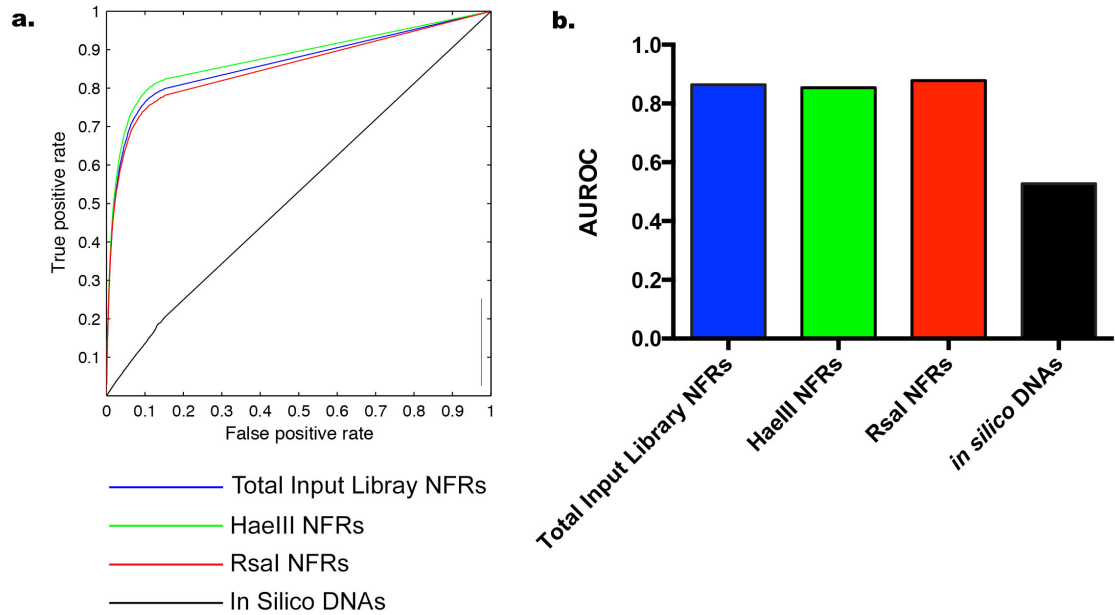 a.
1
0.9
0.8
0.7
0.6
0.5
0.4
0.3
0.2
0.1
True positive rate
0 0.1 0.2 0.3 0.4 0.5 0.6 0.7 0.8 0.9 1
False positive rate
Total Input Libray NFRs
HaeIII NFRs
RsaI NFRs
In Silico DNAs
b.
1.0
0.8
0.6
0.4
0.2
0.0
AUROC
Total Input Library NFRs
HaeIII NFRs
RsaI NFRs
in silico DNAs